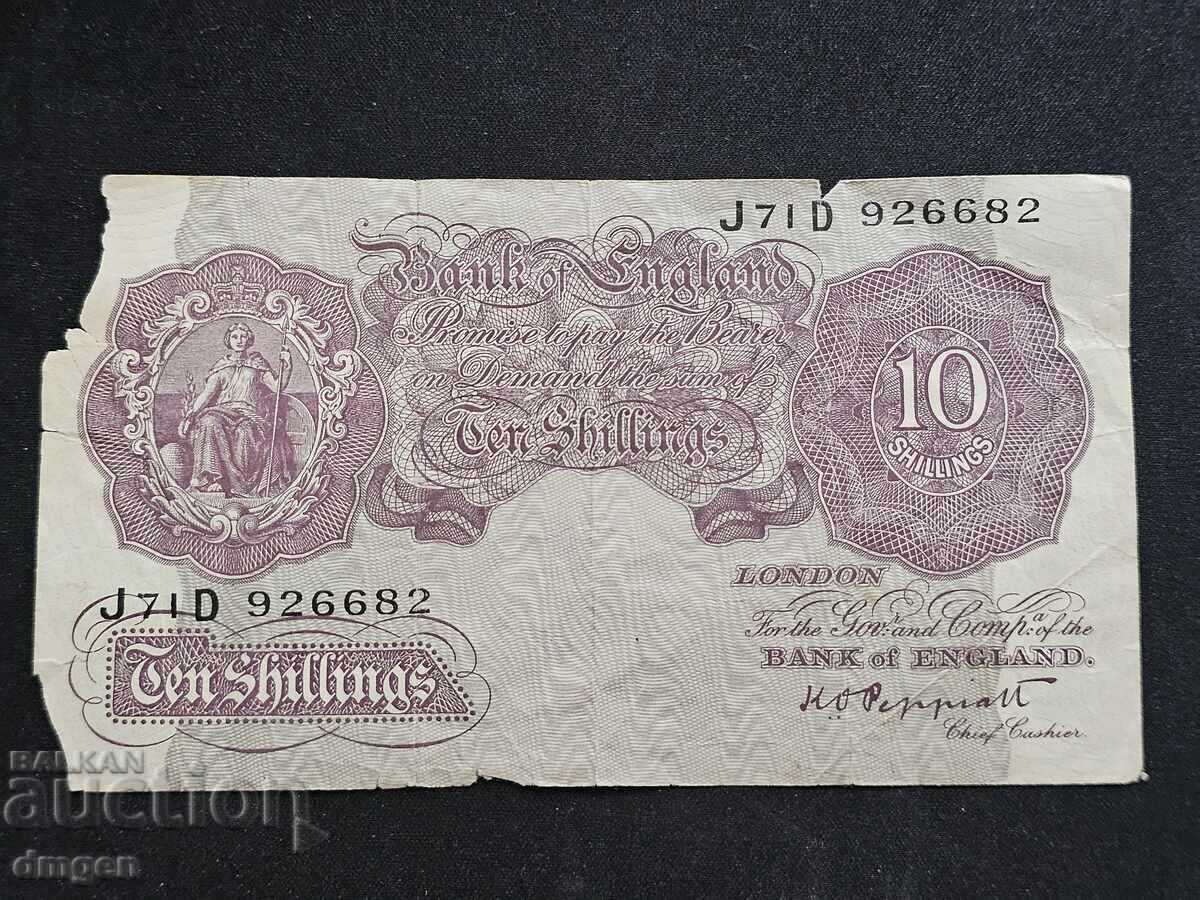 J71D 926682
Bank of England
Promise to pay the Bearer
on Demand the sum of
Ten Shillings
10
SHILLINGS
LONDON
For the Govr. and Compa. of the
BANK of ENGLAND.
K O Peppiatt
Chief Cashier.
J71D 926682
Ten Shillings
BALKAN
auction
dmgen